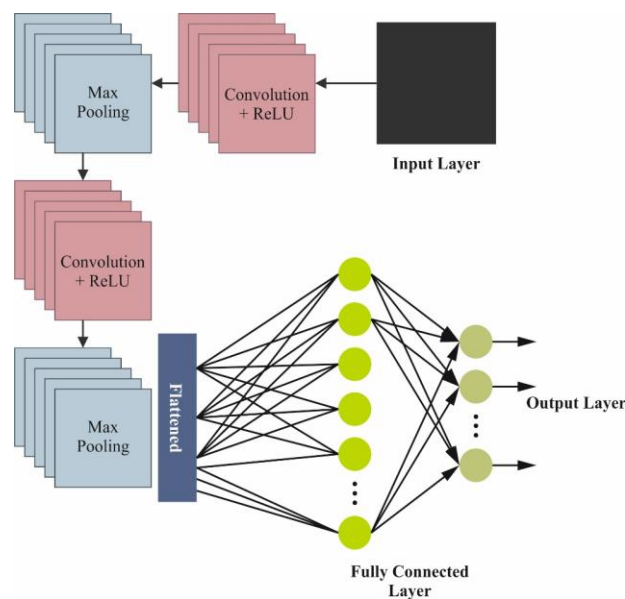 Max
Pooling
Convolution
+ ReLU
Input Layer
Convolution
+ ReLU
Max
Pooling
Flattened
Output Layer
Fully Connected
Layer